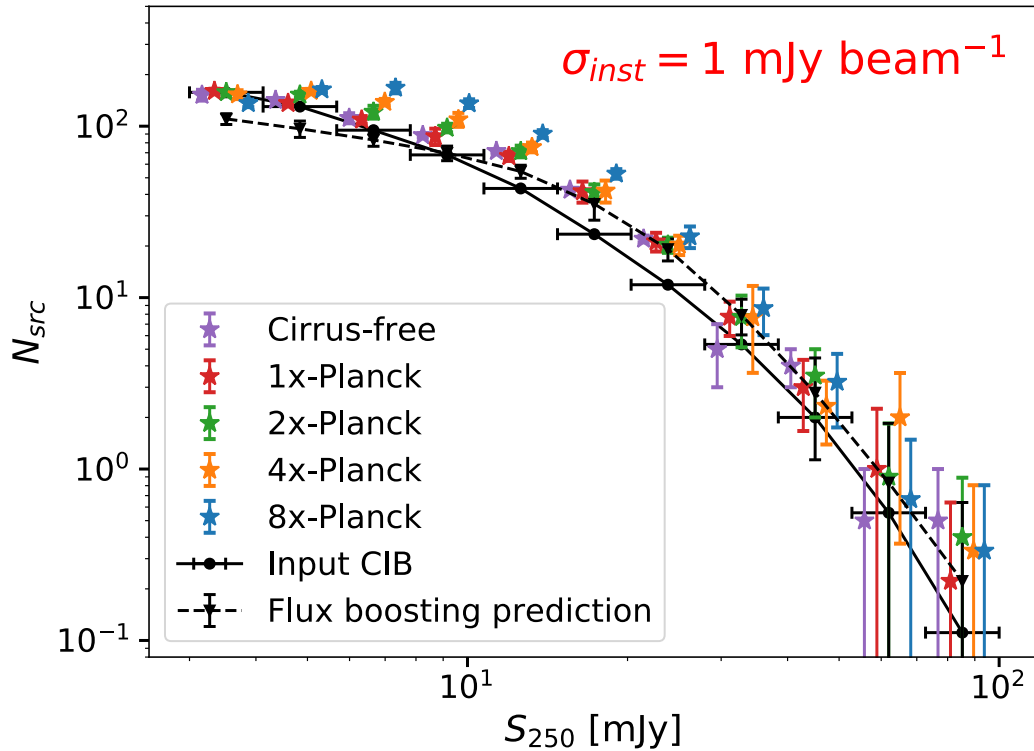 σ_inst = 1 mJy beam⁻¹
10²
10¹
10⁰
10⁻¹
N_src
Cirrus-free
1x-Planck
2x-Planck
4x-Planck
8x-Planck
Input CIB
Flux boosting prediction
10¹
10²
S₂₅₀ [mJy]